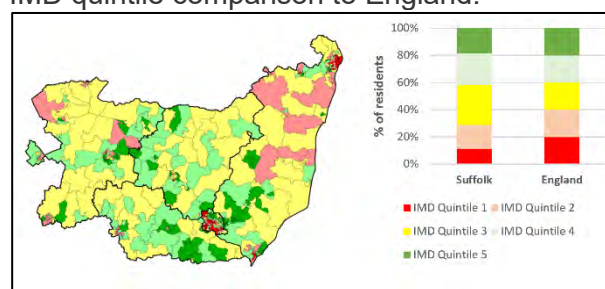 IMD quintile comparison to England.
100%
80%
60%
40%
20%
0%
% of residents
Suffolk
England
IMD Quintile 1
IMD Quintile 2
IMD Quintile 3
IMD Quintile 4
IMD Quintile 5